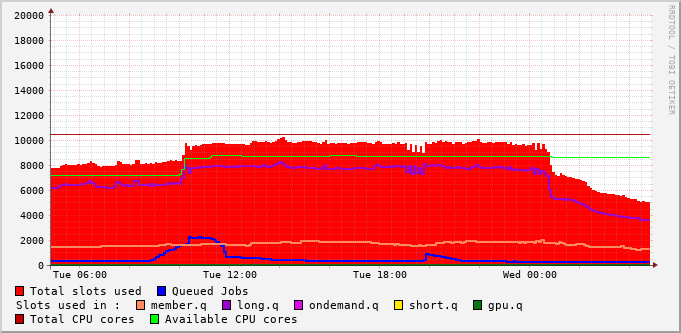 20000
18000
16000
14000
12000
10000
8000
6000
4000
2000
0
Tue 06:00 Tue 12:00 Tue 18:00 Wed 00:00
Total slots used Queued Jobs
Slots used in : member.q long.q ondemand.q short.q gpu.q
Total CPU cores Available CPU cores
RRDTOOL / TOBI OETIKER